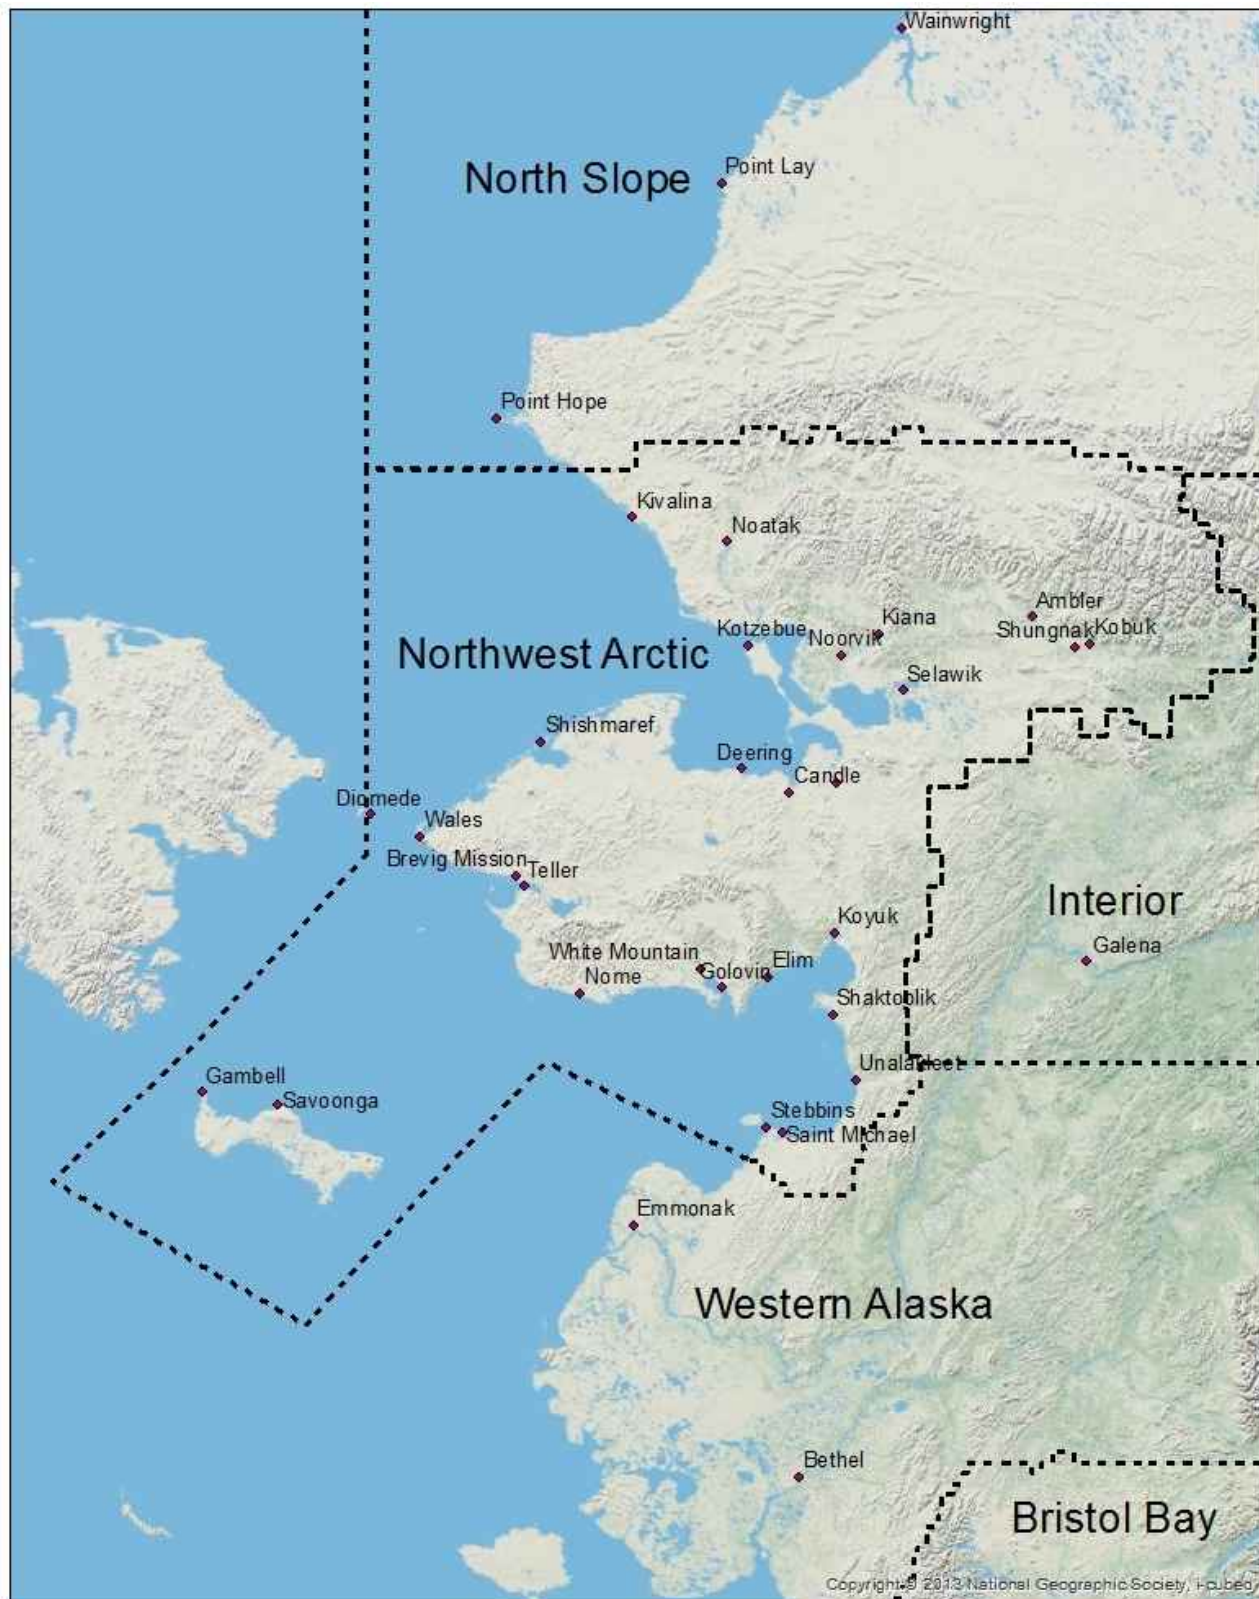 Wainwright
Point Lay
North Slope
Point Hope
Kivalina
Noatak
Ambler
Kiana
Kotzebue
Noorvik
Shungnak
Kobuk
Northwest Arctic
Selawik
Shishmaref
Deering
Candle
Diomede
Wales
Brevig Mission
Teller
Interior
Koyuk
Galena
White Mountain
Elim
Nome
Golovin
Shaktoolik
Unalakleet
Gambell
Savoonga
Stebbins
Saint Michael
Emmonak
Western Alaska
Bethel
Bristol Bay
Copyright:© 2013 National Geographic Society, i-cubed